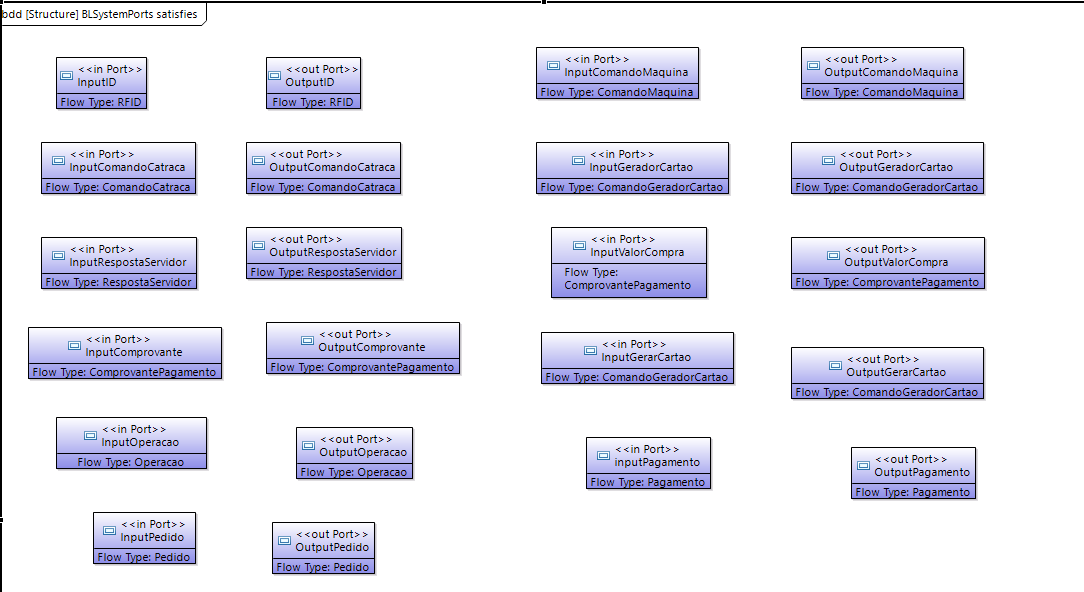 bdd [Structure] BLSystemPorts satisfies
<<in Port>>
InputID
Flow Type: RFID
<<out Port>>
OutputID
Flow Type: RFID
<<in Port>>
InputComandoMaquina
Flow Type: ComandoMaquina
<<out Port>>
OutputComandoMaquina
Flow Type: ComandoMaquina
<<in Port>>
InputComandoCatraca
Flow Type: ComandoCatraca
<<out Port>>
OutputComandoCatraca
Flow Type: ComandoCatraca
<<in Port>>
InputGeradorCartao
Flow Type: ComandoGeradorCartao
<<out Port>>
OutputGeradorCartao
Flow Type: ComandoGeradorCartao
<<in Port>>
InputRespostaServidor
Flow Type: RespostaServidor
<<out Port>>
OutputRespostaServidor
Flow Type: RespostaServidor
<<in Port>>
InputValorCompra
Flow Type:
ComprovantePagamento
<<out Port>>
OutputValorCompra
Flow Type: ComprovantePagamento
<<in Port>>
InputComprovante
Flow Type: ComprovantePagamento
<<out Port>>
OutputComprovante
Flow Type: ComprovantePagamento
<<in Port>>
InputGerarCartao
Flow Type: ComandoGeradorCartao
<<out Port>>
OutputGerarCartao
Flow Type: ComandoGeradorCartao
<<in Port>>
InputOperacao
Flow Type: Operacao
<<out Port>>
OutputOperacao
Flow Type: Operacao
<<in Port>>
inputPagamento
Flow Type: Pagamento
<<out Port>>
OutputPagamento
Flow Type: Pagamento
<<in Port>>
InputPedido
Flow Type: Pedido
<<out Port>>
OutputPedido
Flow Type: Pedido